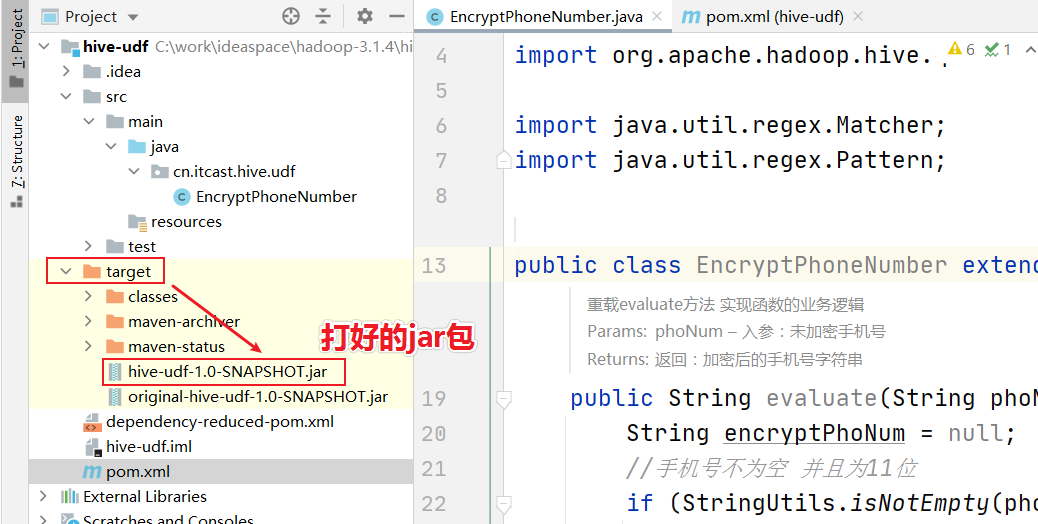 1: Project
7: Structure
Project
hive-udf C:\work\ideaspace\hadoop-3.1.4\hi
.idea
src
main
java
cn.itcast.hive.udf
EncryptPhoneNumber
resources
test
target
classes
maven-archiver
maven-status
hive-udf-1.0-SNAPSHOT.jar
original-hive-udf-1.0-SNAPSHOT.jar
dependency-reduced-pom.xml
hive-udf.iml
pom.xml
External Libraries
Scratches and Consoles
打好的jar包
EncryptPhoneNumber.java
pom.xml (hive-udf)
6 1
4 import org.apache.hadoop.hive.
5
6 import java.util.regex.Matcher;
7 import java.util.regex.Pattern;
8
13 public class EncryptPhoneNumber extend
重载evaluate方法 实现函数的业务逻辑
Params: phoNum – 入参：未加密手机号
Returns: 返回：加密后的手机号字符串
19 public String evaluate(String phoN
20 String encryptPhoNum = null;
21 //手机号不为空 并且为11位
22 if (StringUtils.isNotEmpty(pho